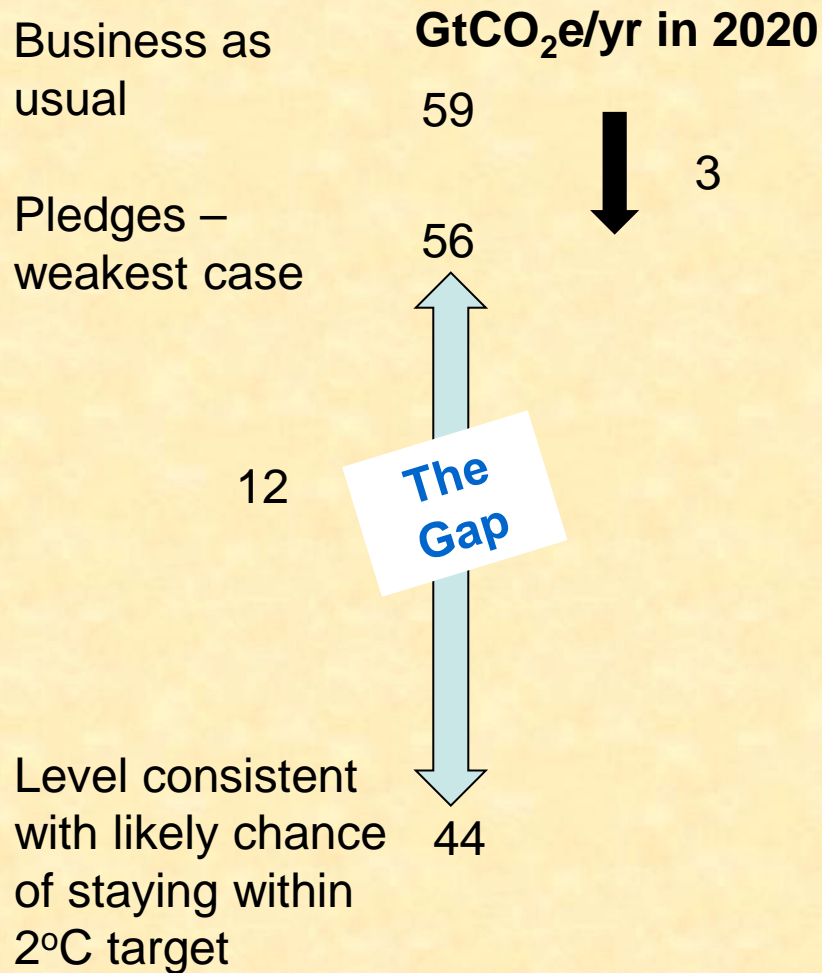 GtCO₂e/yr in 2020
Business as
usual
59
3
Pledges –
weakest case
56
12
The
Gap
Level consistent
with likely chance
of staying within
2ᵒC target
44